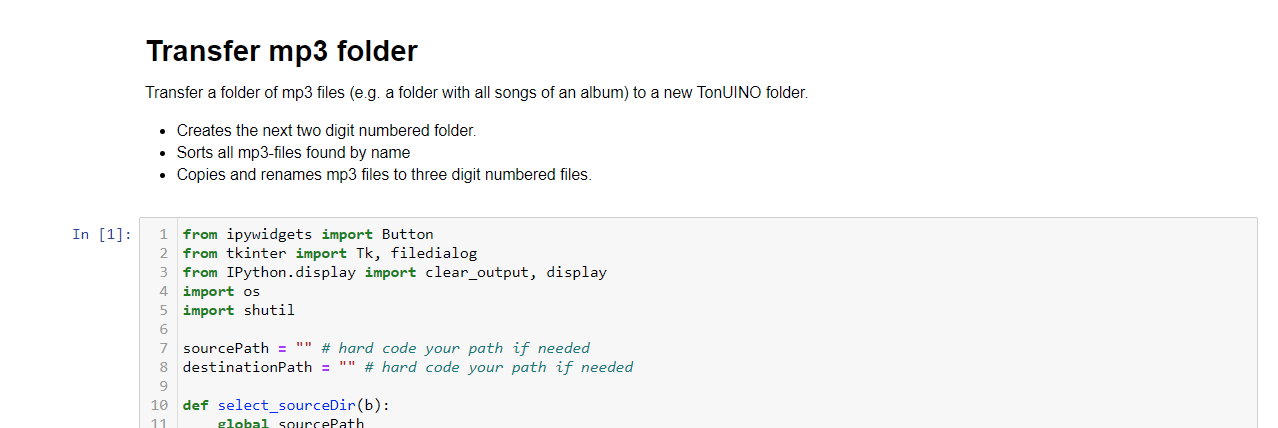 Transfer mp3 folder
Transfer a folder of mp3 files (e.g. a folder with all songs of an album) to a new TonUINO folder.
• Creates the next two digit numbered folder.
• Sorts all mp3-files found by name
• Copies and renames mp3 files to three digit numbered files.
In [1]:
1 from ipywidgets import Button
2 from tkinter import Tk, filedialog
3 from IPython.display import clear_output, display
4 import os
5 import shutil
6
7 sourcePath = "" # hard code your path if needed
8 destinationPath = "" # hard code your path if needed
9
10 def select_sourceDir(b):
11     global sourcePath